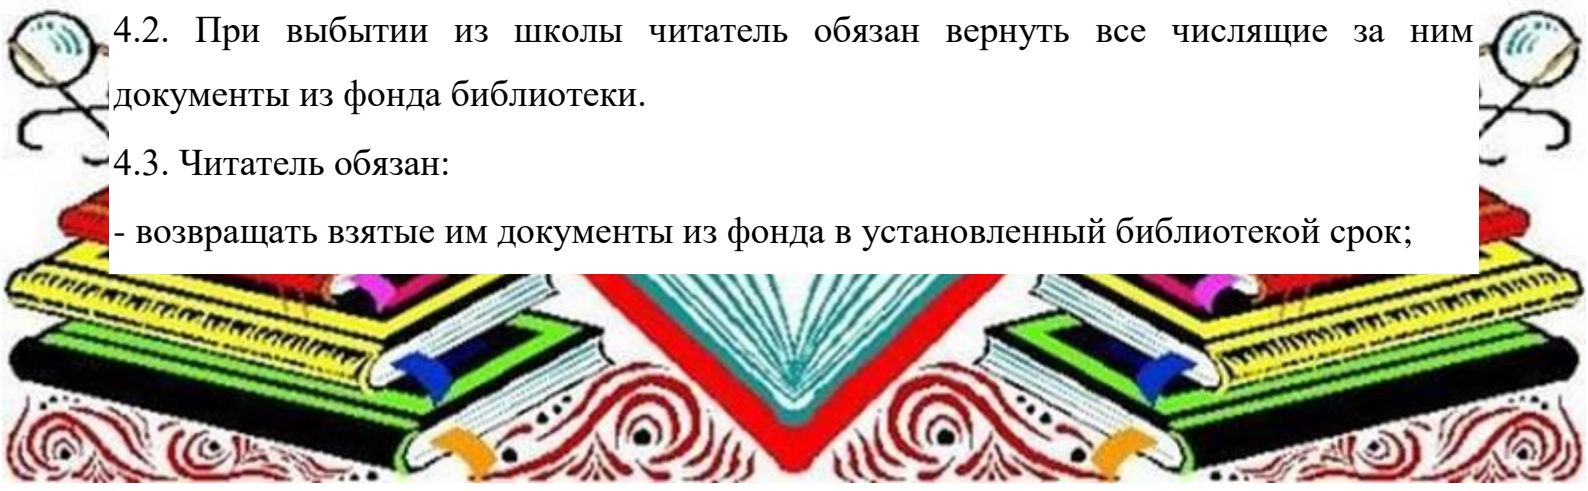 4.2. При выбытии из школы читатель обязан вернуть все числящие за ним
документы из фонда библиотеки.
4.3. Читатель обязан:
- возвращать взятые им документы из фонда в установленный библиотекой срок;